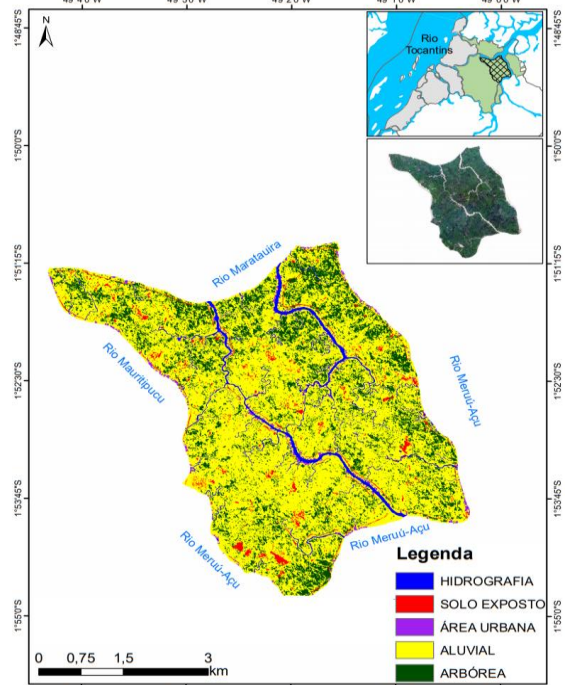 N
Rio
Tocantins
1°48'45"S
1°48'45"S
1°50'0"S
1°50'0"S
1°51'15"S
1°51'15"S
1°52'30"S
1°52'30"S
1°53'45"S
1°53'45"S
1°55'0"S
1°55'0"S
Rio Maratauira
Rio Mauritipucu
Rio Meruú-Açu
Rio Meruú-Açu
Rio Meruú-Açu
Legenda
HIDROGRAFIA
SOLO EXPOSTO
ÁREA URBANA
ALUVIAL
ARBÓREA
0 0,75 1,5 3
km